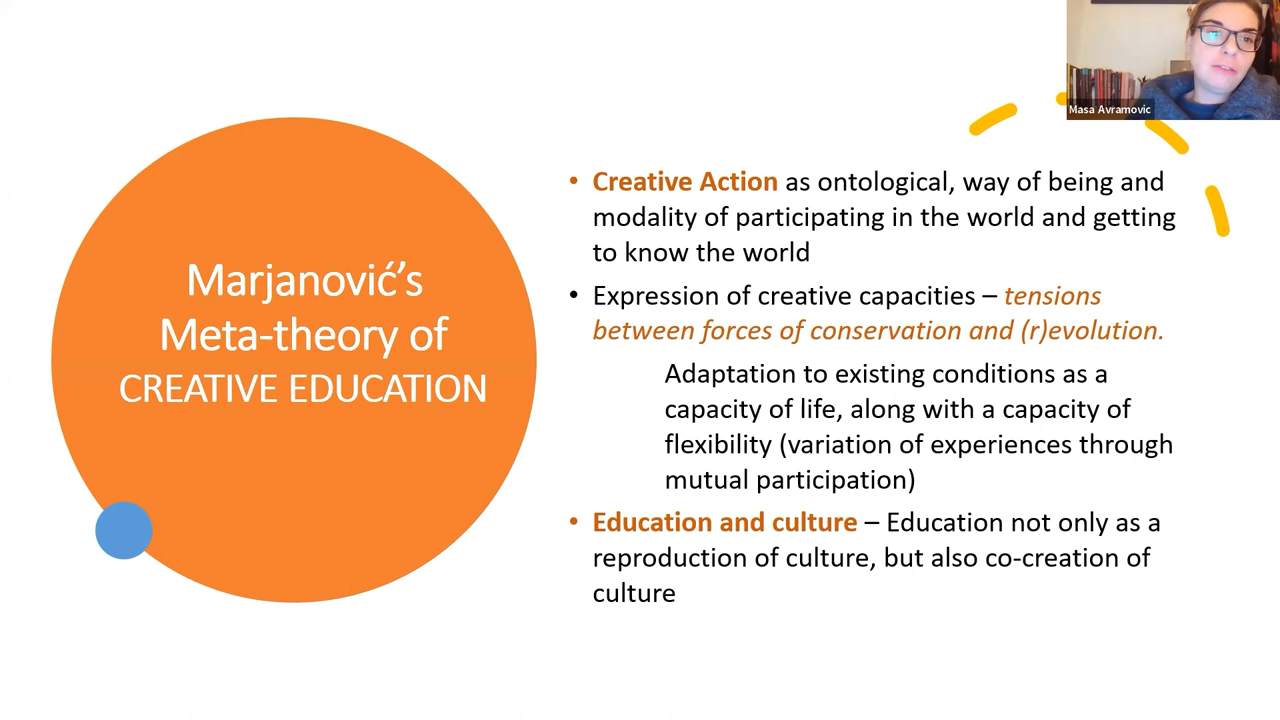 Masa Avramovic
Marjanović’s
Meta-theory of
CREATIVE EDUCATION
• Creative Action as ontological, way of being and
modality of participating in the world and getting
to know the world
• Expression of creative capacities – tensions
between forces of conservation and (r)evolution.
Adaptation to existing conditions as a
capacity of life, along with a capacity of
flexibility (variation of experiences through
mutual participation)
• Education and culture – Education not only as a
reproduction of culture, but also co-creation of
culture